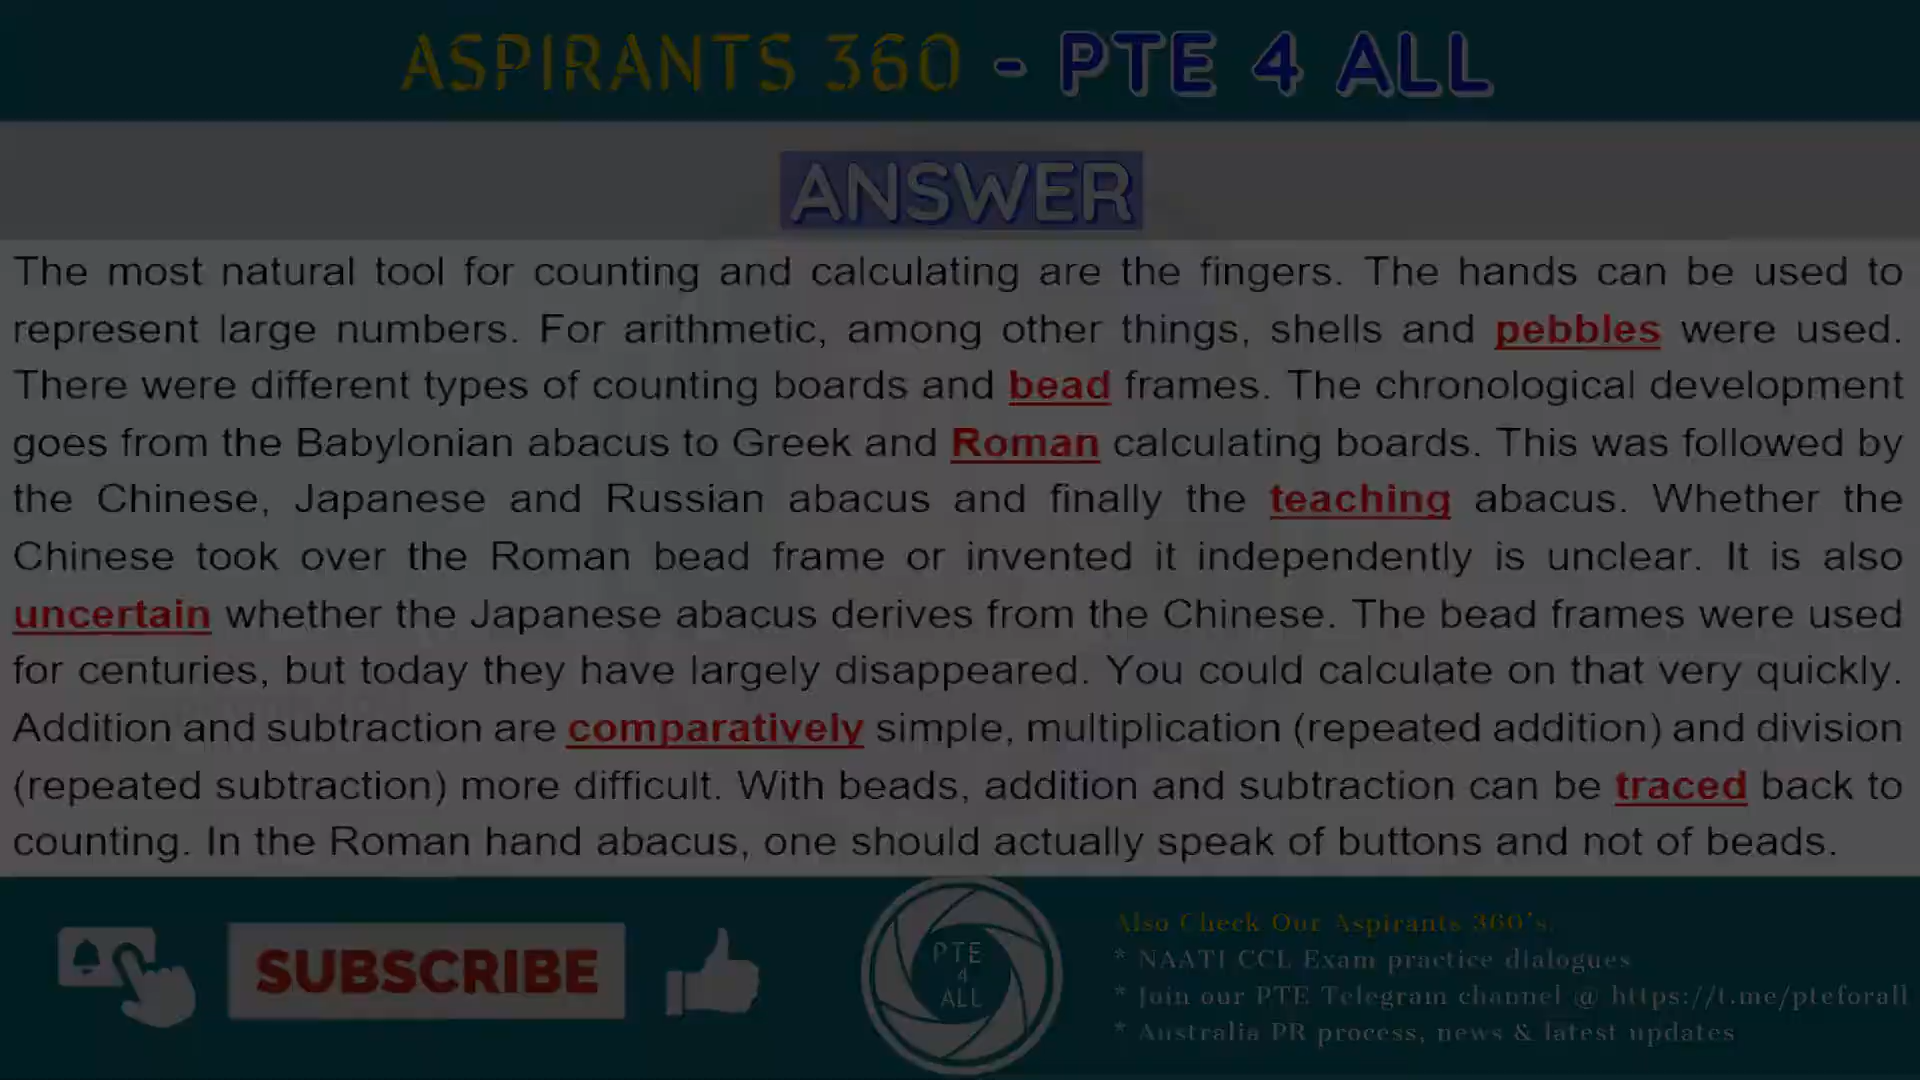 ASPIRANTS 360 - PTE 4 ALL
ANSWER
The most natural tool for counting and calculating are the fingers. The hands can be used to
represent large numbers. For arithmetic, among other things, shells and pebbles were used.
There were different types of counting boards and bead frames. The chronological development
goes from the Babylonian abacus to Greek and Roman calculating boards. This was followed by
the Chinese, Japanese and Russian abacus and finally the teaching abacus. Whether the
Chinese took over the Roman bead frame or invented it independently is unclear. It is also
uncertain whether the Japanese abacus derives from the Chinese. The bead frames were used
for centuries, but today they have largely disappeared. You could calculate on that very quickly.
Addition and subtraction are comparatively simple, multiplication (repeated addition) and division
(repeated subtraction) more difficult. With beads, addition and subtraction can be traced back to
counting. In the Roman hand abacus, one should actually speak of buttons and not of beads.
SUBSCRIBE
PTE
4
ALL
Also Check Our Aspirants 360's:
* NAATI CCL Exam practice dialogues
* Join our PTE Telegram channel @ https://t.me/pteforall
* Australia PR process, news & latest updates